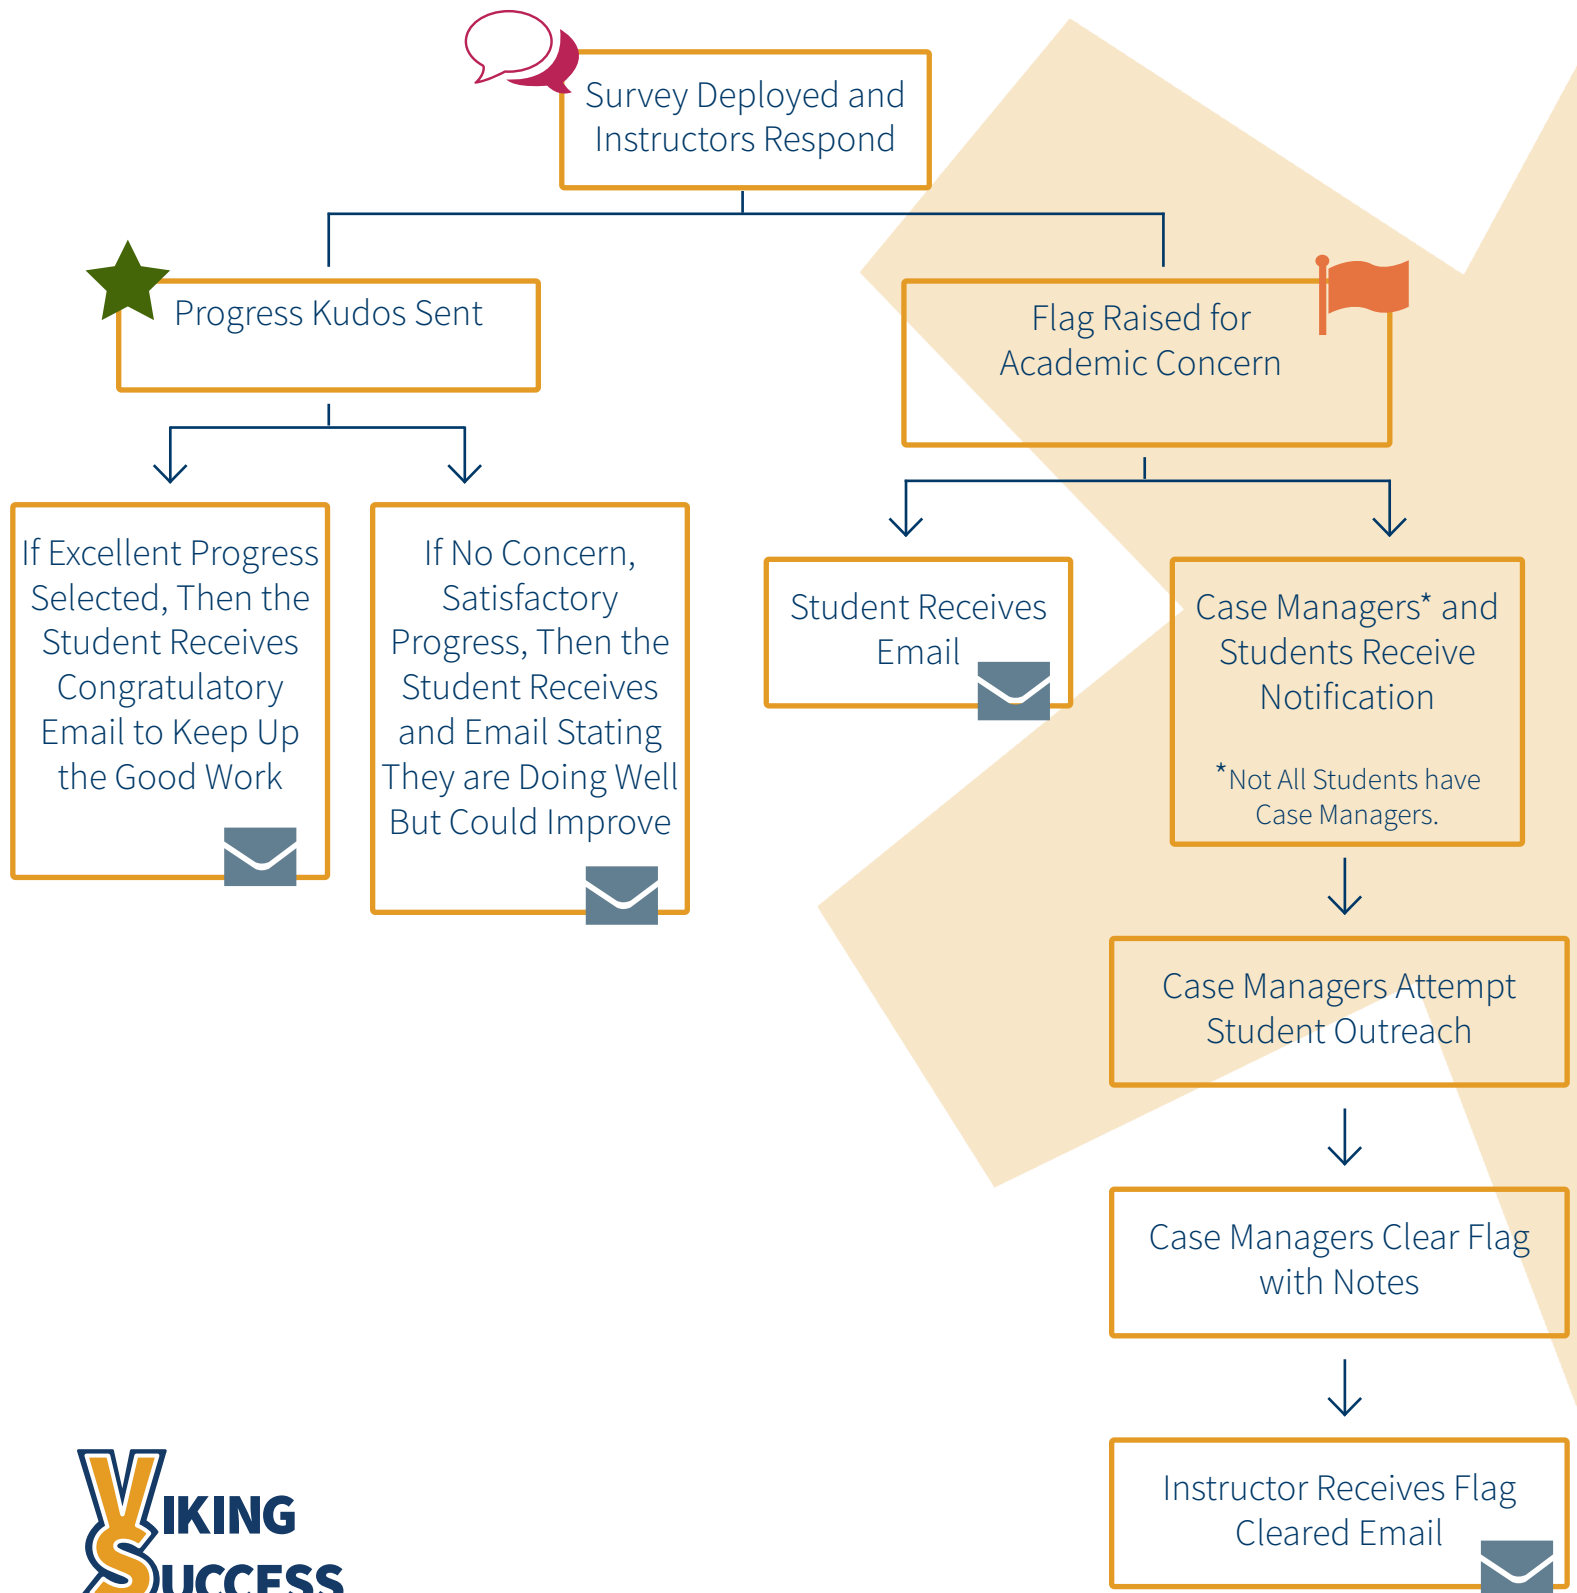 Survey Deployed and
Instructors Respond
Progress Kudos Sent
Flag Raised for
Academic Concern
If Excellent Progress
Selected, Then the
Student Receives
Congratulatory
Email to Keep Up
the Good Work
If No Concern,
Satisfactory
Progress, Then the
Student Receives
and Email Stating
They are Doing Well
But Could Improve
Student Receives
Email
Case Managers* and
Students Receive
Notification
*Not All Students have
Case Managers.
Case Managers Attempt
Student Outreach
Case Managers Clear Flag
with Notes
Instructor Receives Flag
Cleared Email
VIKING
SUCCESS